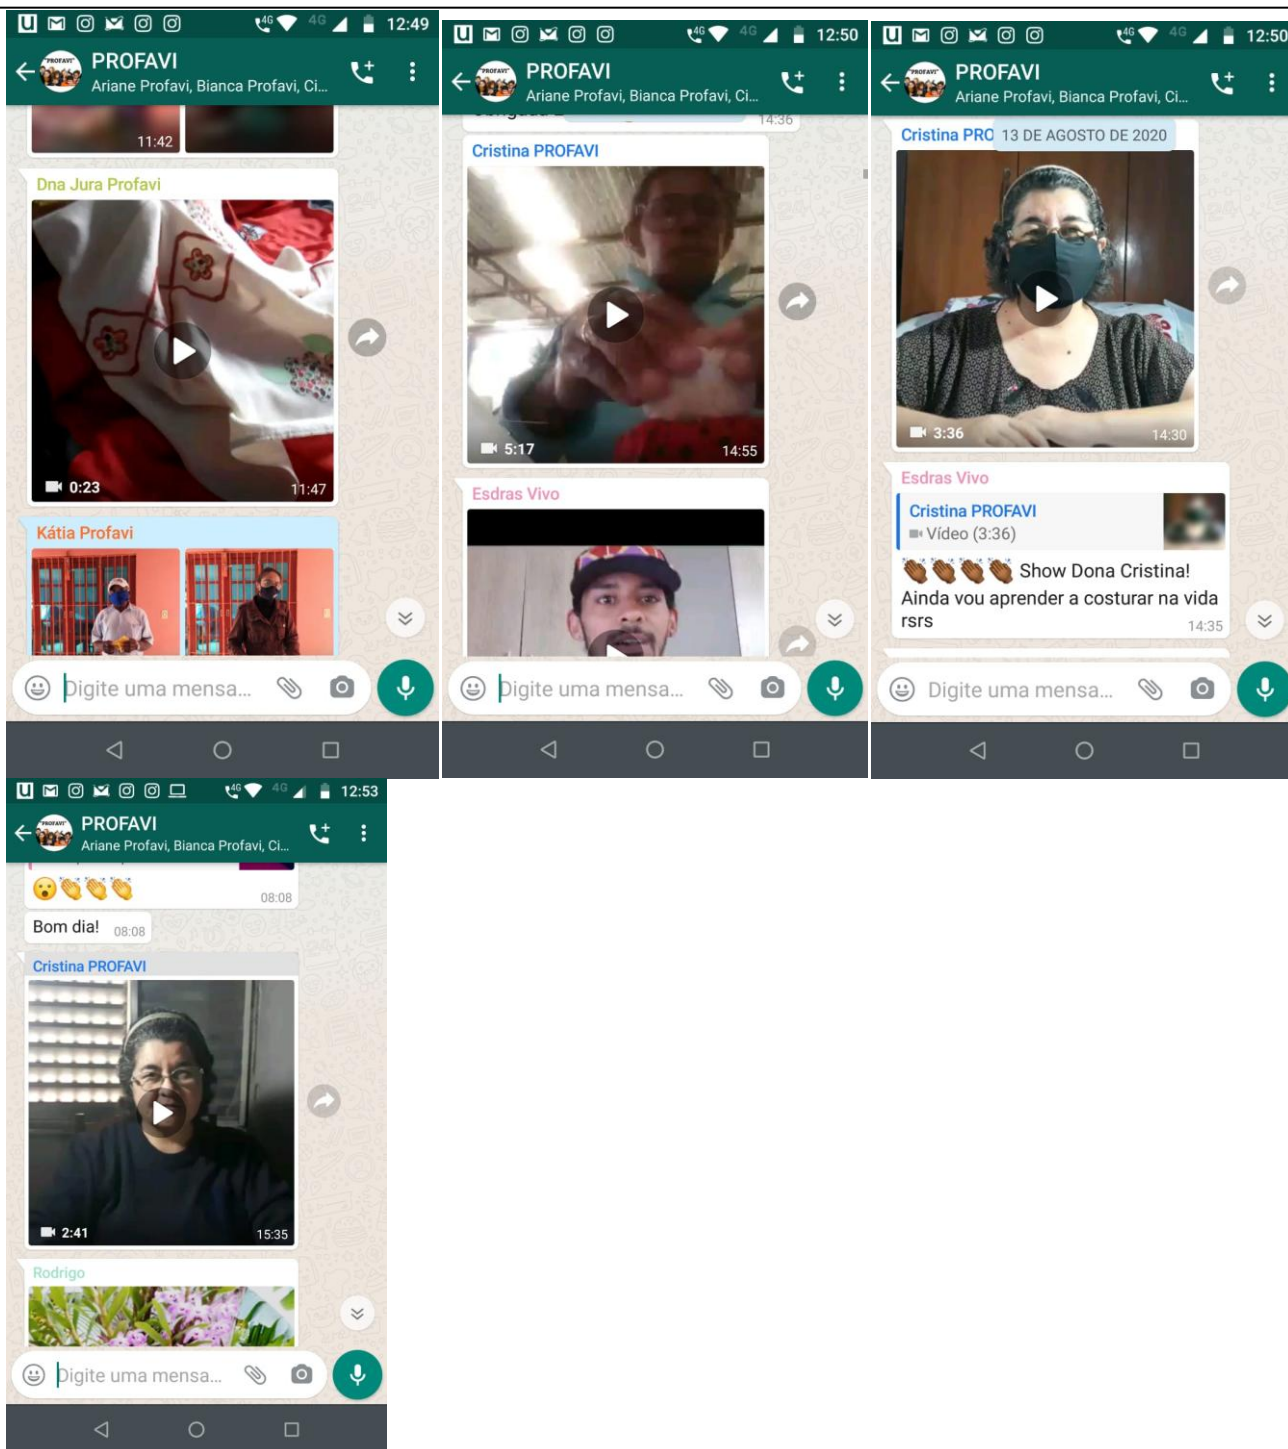 12:49
PROFAVI
Ariane Profavi, Bianca Profavi, Ci...
11:42
Dna Jura Profavi
0:23
11:47
Kátia Profavi
Digite uma mensa...
4G 12:50
PROFAVI
Ariane Profavi, Bianca Profavi, Ci...
14:36
Cristina PROFAVI
5:17
14:55
Esdras Vivo
Digite uma mensa...
4G 12:50
PROFAVI
Ariane Profavi, Bianca Profavi, Ci...
Cristina PRO
13 DE AGOSTO DE 2020
3:36
14:30
Esdras Vivo
Cristina PROFAVI
Vídeo (3:36)
👏🏾👏🏾👏🏾👏🏾 Show Dona Cristina!
Ainda vou aprender a costurar na vida
rsrs
14:35
Digite uma mensa...
4G 12:53
PROFAVI
Ariane Profavi, Bianca Profavi, Ci...
😮👏👏👏 08:08
Bom dia! 08:08
Cristina PROFAVI
2:41
15:35
Rodrigo
Digite uma mensa...